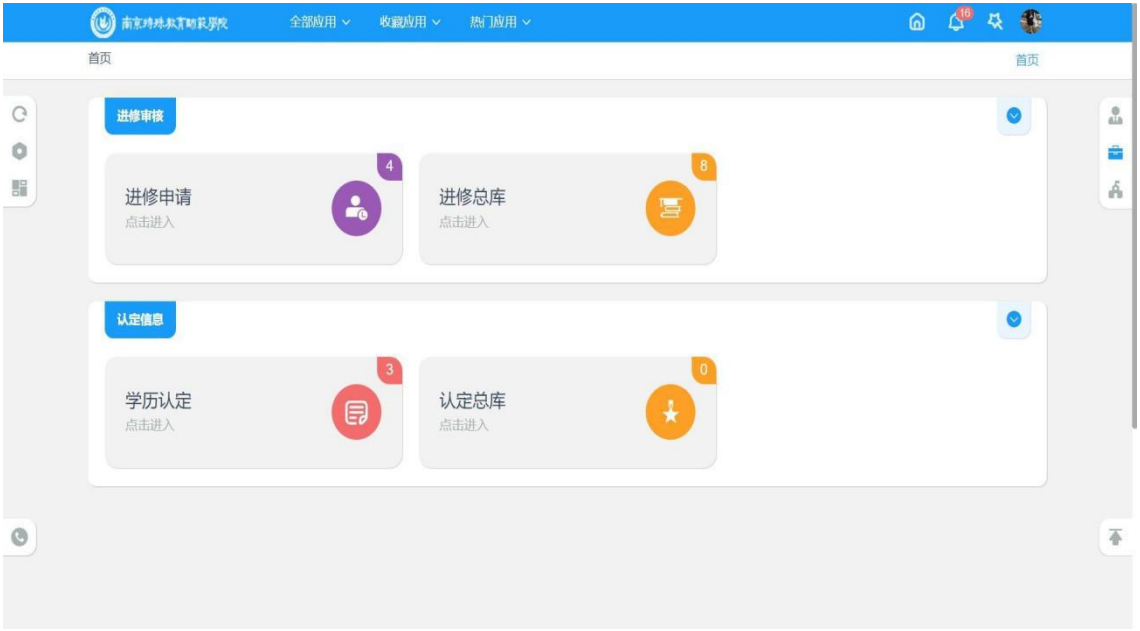 南京特殊教育师范学院 全部应用 收藏应用 热门应用 16
首页 首页
进修审核
4 8
进修申请 进修总库
点击进入 点击进入
认定信息
3 0
学历认定 认定总库
点击进入 点击进入